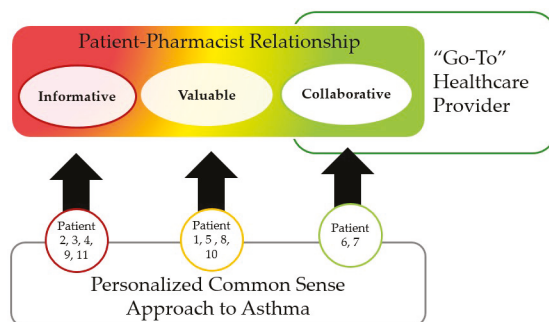 Patient-Pharmacist Relationship
Informative
Valuable
Collaborative
“Go-To”
Healthcare
Provider
Patient
2, 3, 4,
9, 11
Patient
1, 5 , 8,
10
Patient
6, 7
Personalized Common Sense
Approach to Asthma